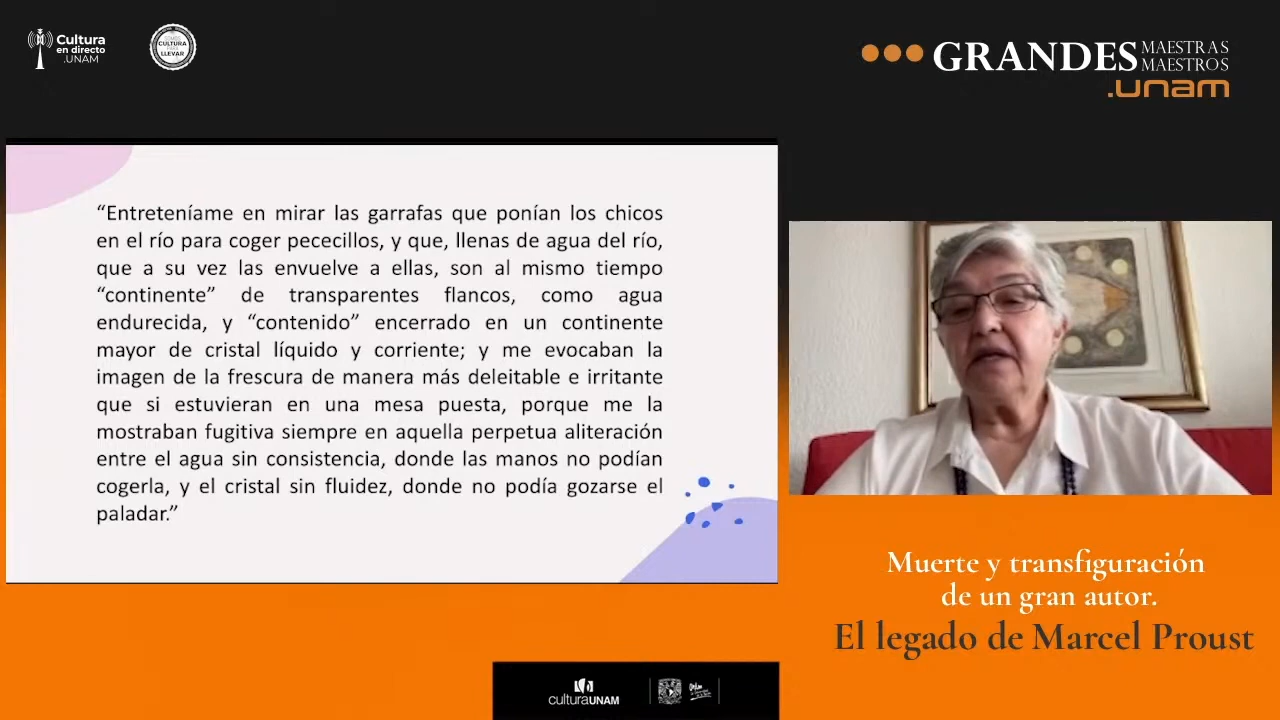 Cultura
en directo
.UNAM
SOMOS
CULTURA
PARA
LLEVAR
GRANDES MAESTRAS
MAESTROS
.unam
“Entreteníame en mirar las garrafas que ponían los chicos
en el río para coger pececillos, y que, llenas de agua del río,
que a su vez las envuelve a ellas, son al mismo tiempo
“continente” de transparentes flancos, como agua
endurecida, y “contenido” encerrado en un continente
mayor de cristal líquido y corriente; y me evocaban la
imagen de la frescura de manera más deleitable e irritante
que si estuvieran en una mesa puesta, porque me la
mostraban fugitiva siempre en aquella perpetua aliteración
entre el agua sin consistencia, donde las manos no podían
cogerla, y el cristal sin fluidez, donde no podía gozarse el
paladar.”
Muerte y transfiguración
de un gran autor.
El legado de Marcel Proust
culturaUNAM